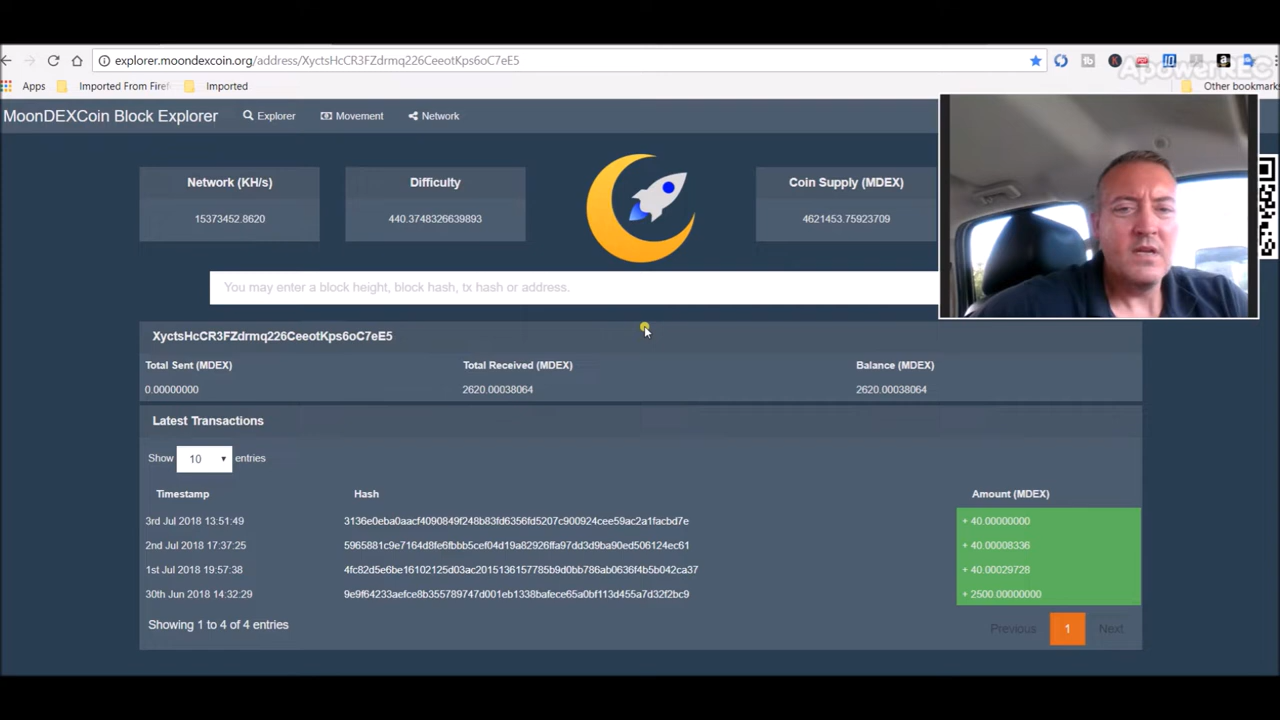 ApowerREC
explorer.moondexcoin.org/address/XyctsHcCR3FZdrmq226CeeotKps6oC7eE5
Apps Imported From Firef Imported Other bookmarks
MoonDEXCoin Block Explorer Explorer Movement Network
Network (KH/s) Difficulty Coin Supply (MDEX)
15373452.8620 440.3748326639893 4621453.75923709
You may enter a block height, block hash, tx hash or address.
XyctsHcCR3FZdrmq226CeeotKps6oC7eE5
Total Sent (MDEX) Total Received (MDEX) Balance (MDEX)
0.00000000 2620.00038064 2620.00038064
Latest Transactions
Show 10 entries
Timestamp Hash Amount (MDEX)
3rd Jul 2018 13:51:49 3136e0eba0aacf4090849f248b83fd6356fd5207c900924cee59ac2a1facbd7e + 40.00000000
2nd Jul 2018 17:37:25 5965881c9e7164d8fe6fbbb5cef04d19a82926ffa97dd3d9ba90ed506124ec61 + 40.00008336
1st Jul 2018 19:57:38 4fc82d5e6be16102125d03ac2015136157785b9d0bb786ab0636f4b5b042ca37 + 40.00029728
30th Jun 2018 14:32:29 9e9f64233aefce8b355789747d001eb1338bafece65a0bf113d455a7d32f2bc9 + 2500.00000000
Showing 1 to 4 of 4 entries Previous 1 Next